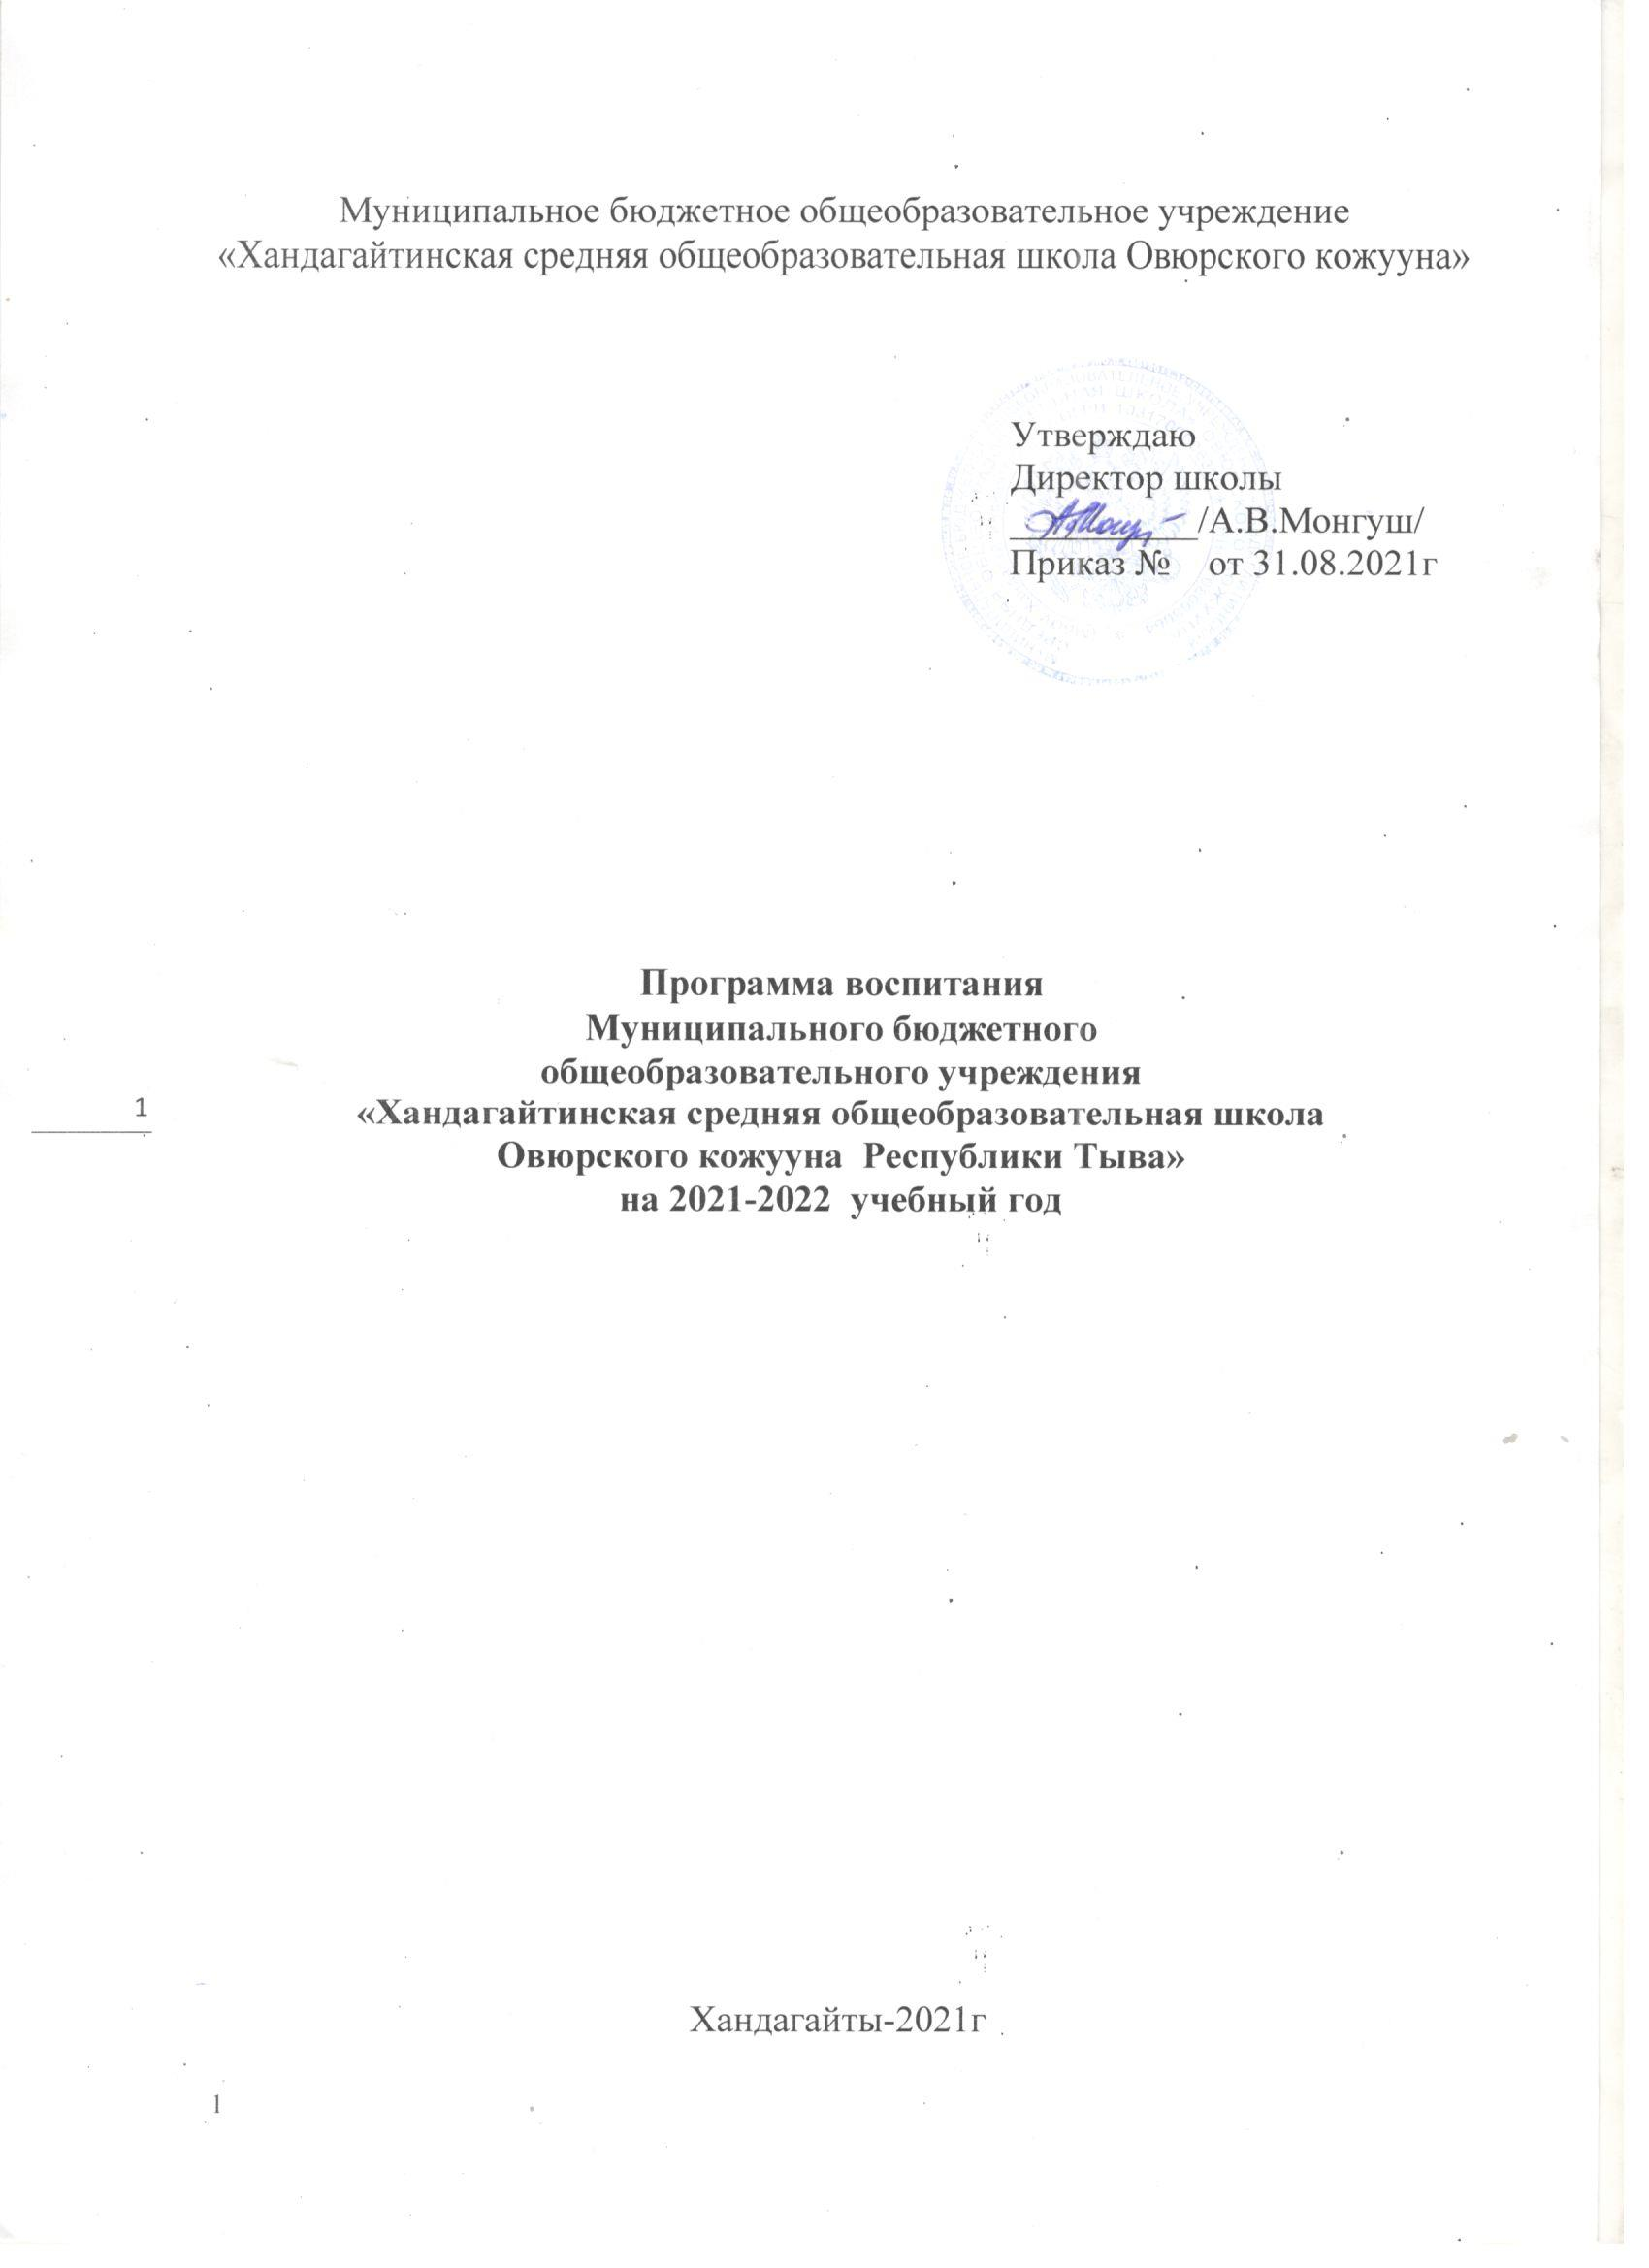 Муниципальное бюджетное общеобразовательное учреждение
«Хандагайтинская средняя общеобразовательная школа Овюрского кожууна»
Утверждаю
Директор школы
/А.В.Монгуш/
Приказ № от 31.08.2021г
Программа воспитания
Муниципального бюджетного
общеобразовательного учреждения
1
«Хандагайтинская средняя общеобразовательная школа
Овюрского кожууна Республики Тыва»
на 2021-2022 учебный год
Хандагайты-2021г
1